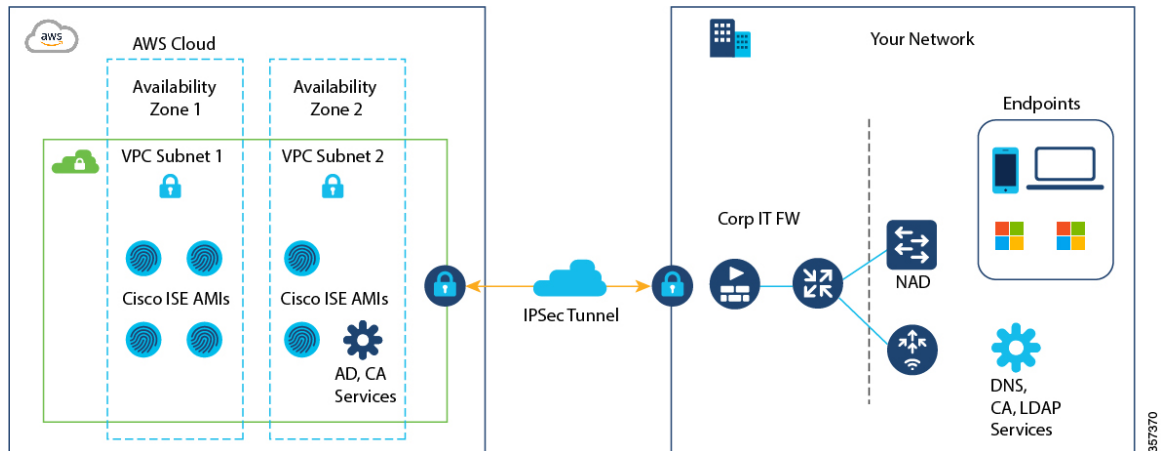 aws
AWS Cloud
Availability
Zone 1
Availability
Zone 2
VPC Subnet 1
VPC Subnet 2
Cisco ISE AMIs
Cisco ISE AMIs
AD, CA
Services
IPSec Tunnel
Your Network
Endpoints
Corp IT FW
NAD
DNS,
CA, LDAP
Services
357370